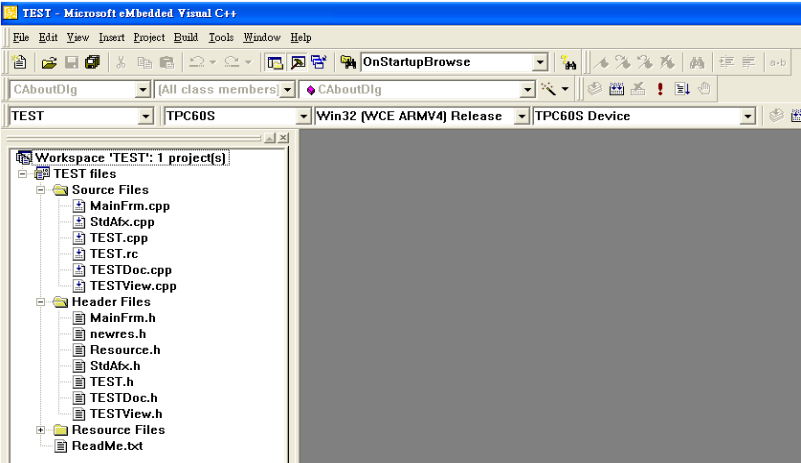 TEST - Microsoft eMbedded Visual C++
File Edit View Insert Project Build Tools Window Help
OnStartupBrowse
a·b
CAboutDlg [All class members] CAboutDlg
TEST TPC60S Win32 (WCE ARMV4) Release TPC60S Device
Workspace 'TEST': 1 project(s)
TEST files
Source Files
MainFrm.cpp
StdAfx.cpp
TEST.cpp
TEST.rc
TESTDoc.cpp
TESTView.cpp
Header Files
MainFrm.h
newres.h
Resource.h
StdAfx.h
TEST.h
TESTDoc.h
TESTView.h
Resource Files
ReadMe.txt